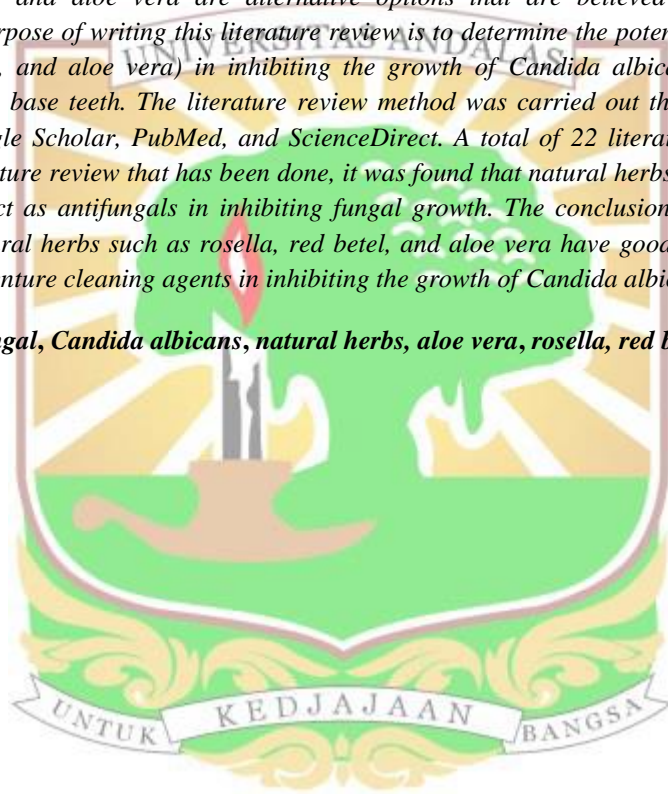 and aloe vera are alternative options that are believed
rpose of writing this literature review is to determine the poten
, and aloe vera) in inhibiting the growth of Candida albic
base teeth. The literature review method was carried out th
gle Scholar, PubMed, and ScienceDirect. A total of 22 litera
ture review that has been done, it was found that natural herbs
ct as antifungals in inhibiting fungal growth. The conclusion
ral herbs such as rosella, red betel, and aloe vera have good
enture cleaning agents in inhibiting the growth of Candida albic
ngal, Candida albicans, natural herbs, aloe vera, rosella, red b
UNIVERSITAS ANDALAS
UNTUK KEDJAJAAN BANGSA